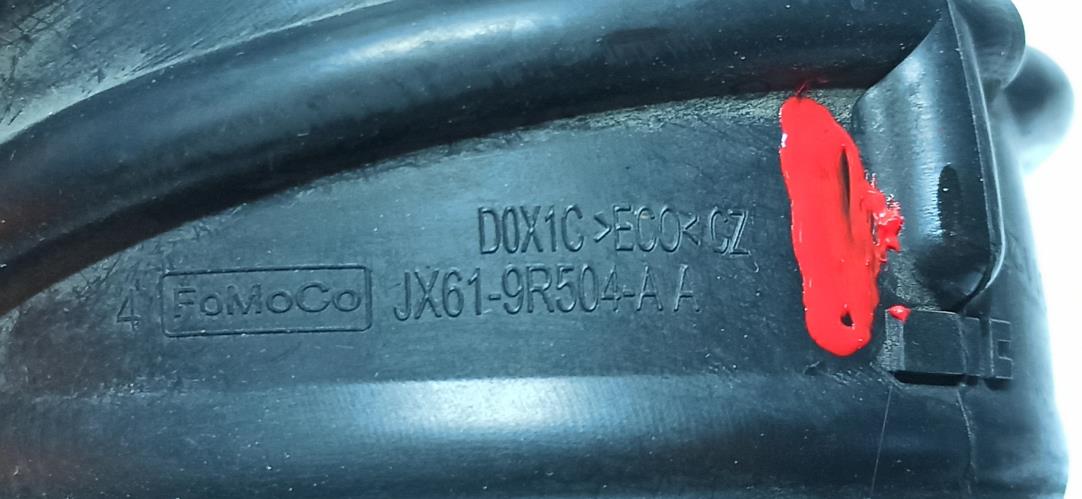 D0X1C >ECO< CZ
4 FoMoCo JX61-9R504-A A